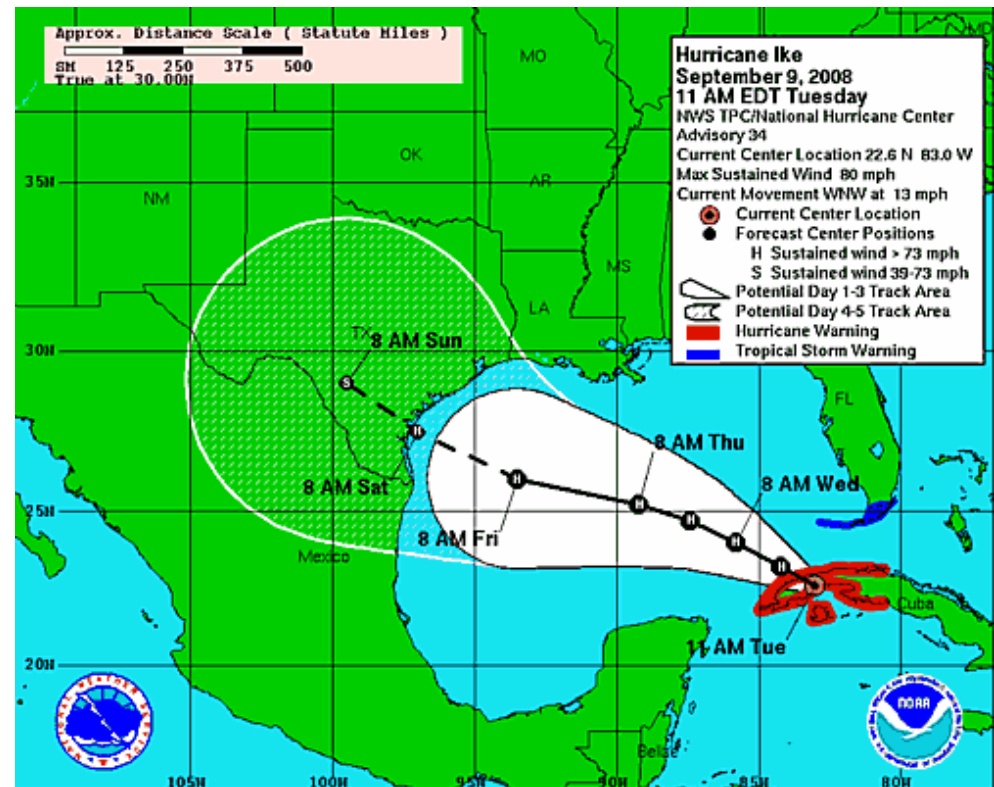 Approx. Distance Scale ( Statute Miles )
SM 125 250 375 500
True at 30.00N
Hurricane Ike
September 9, 2008
11 AM EDT Tuesday
NWS TPC/National Hurricane Center
Advisory 34
Current Center Location 22.6 N 83.0 W
Max Sustained Wind 80 mph
Current Movement WNW at 13 mph
Current Center Location
Forecast Center Positions
H Sustained wind > 73 mph
S Sustained wind 39-73 mph
Potential Day 1-3 Track Area
Potential Day 4-5 Track Area
Hurricane Warning
Tropical Storm Warning
MO
MD
OK
AR
35N
NM
MS
LA
TX
8 AM Sun
30N
S
FL
H
8 AM Thu
H
8 AM Sat
8 AM Wed
H
25N
8 AM Fri
H
H
H
Mexico
Cuba
11 AM Tue
20N
NATIONAL WEATHER SERVICE
NOAA
Belize
105W
100W
95W
90W
85W
80W